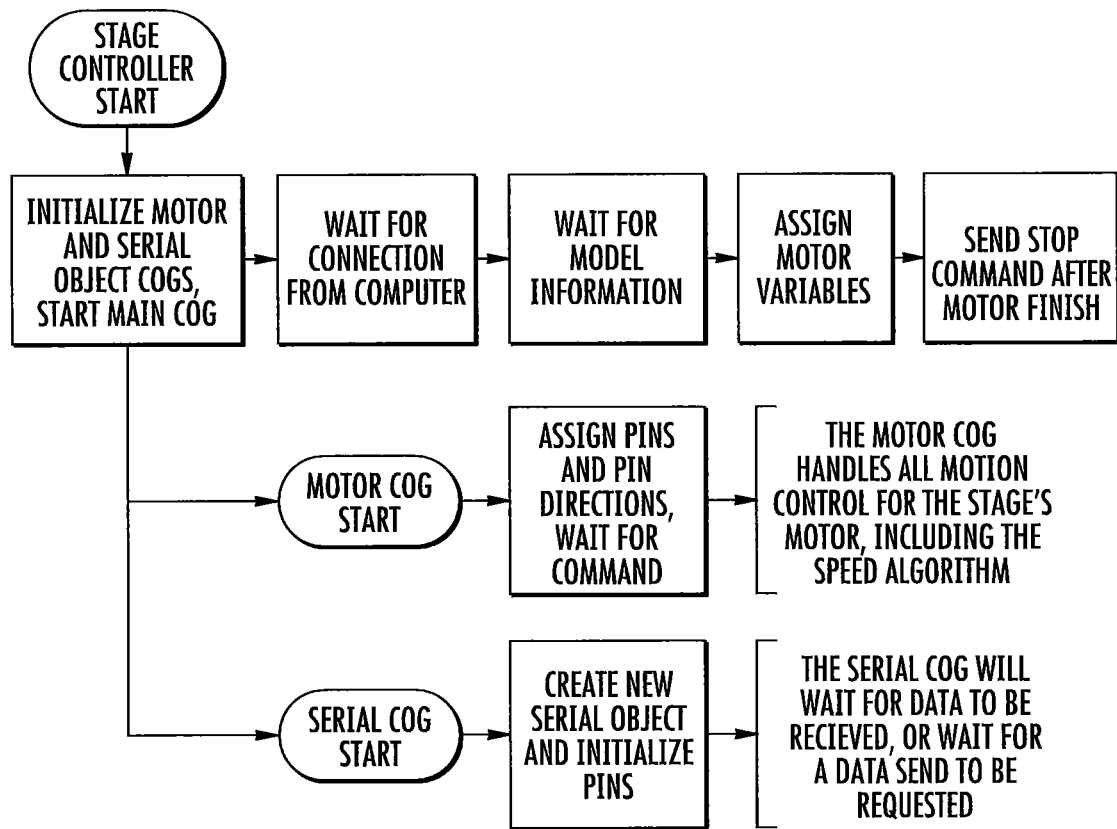 STAGE
CONTROLLER
START
INITIALIZE MOTOR
AND SERIAL
OBJECT COGS,
START MAIN COG
WAIT FOR
CONNECTION
FROM COMPUTER
WAIT FOR
MODEL
INFORMATION
ASSIGN
MOTOR
VARIABLES
SEND STOP
COMMAND AFTER
MOTOR FINISH
MOTOR COG
START
ASSIGN PINS
AND PIN
DIRECTIONS,
WAIT FOR
COMMAND
THE MOTOR COG
HANDLES ALL MOTION
CONTROL FOR THE STAGE'S
MOTOR, INCLUDING THE
SPEED ALGORITHM
SERIAL COG
START
CREATE NEW
SERIAL OBJECT
AND INITIALIZE
PINS
THE SERIAL COG WILL
WAIT FOR DATA TO BE
RECIEVED, OR WAIT FOR
A DATA SEND TO BE
REQUESTED